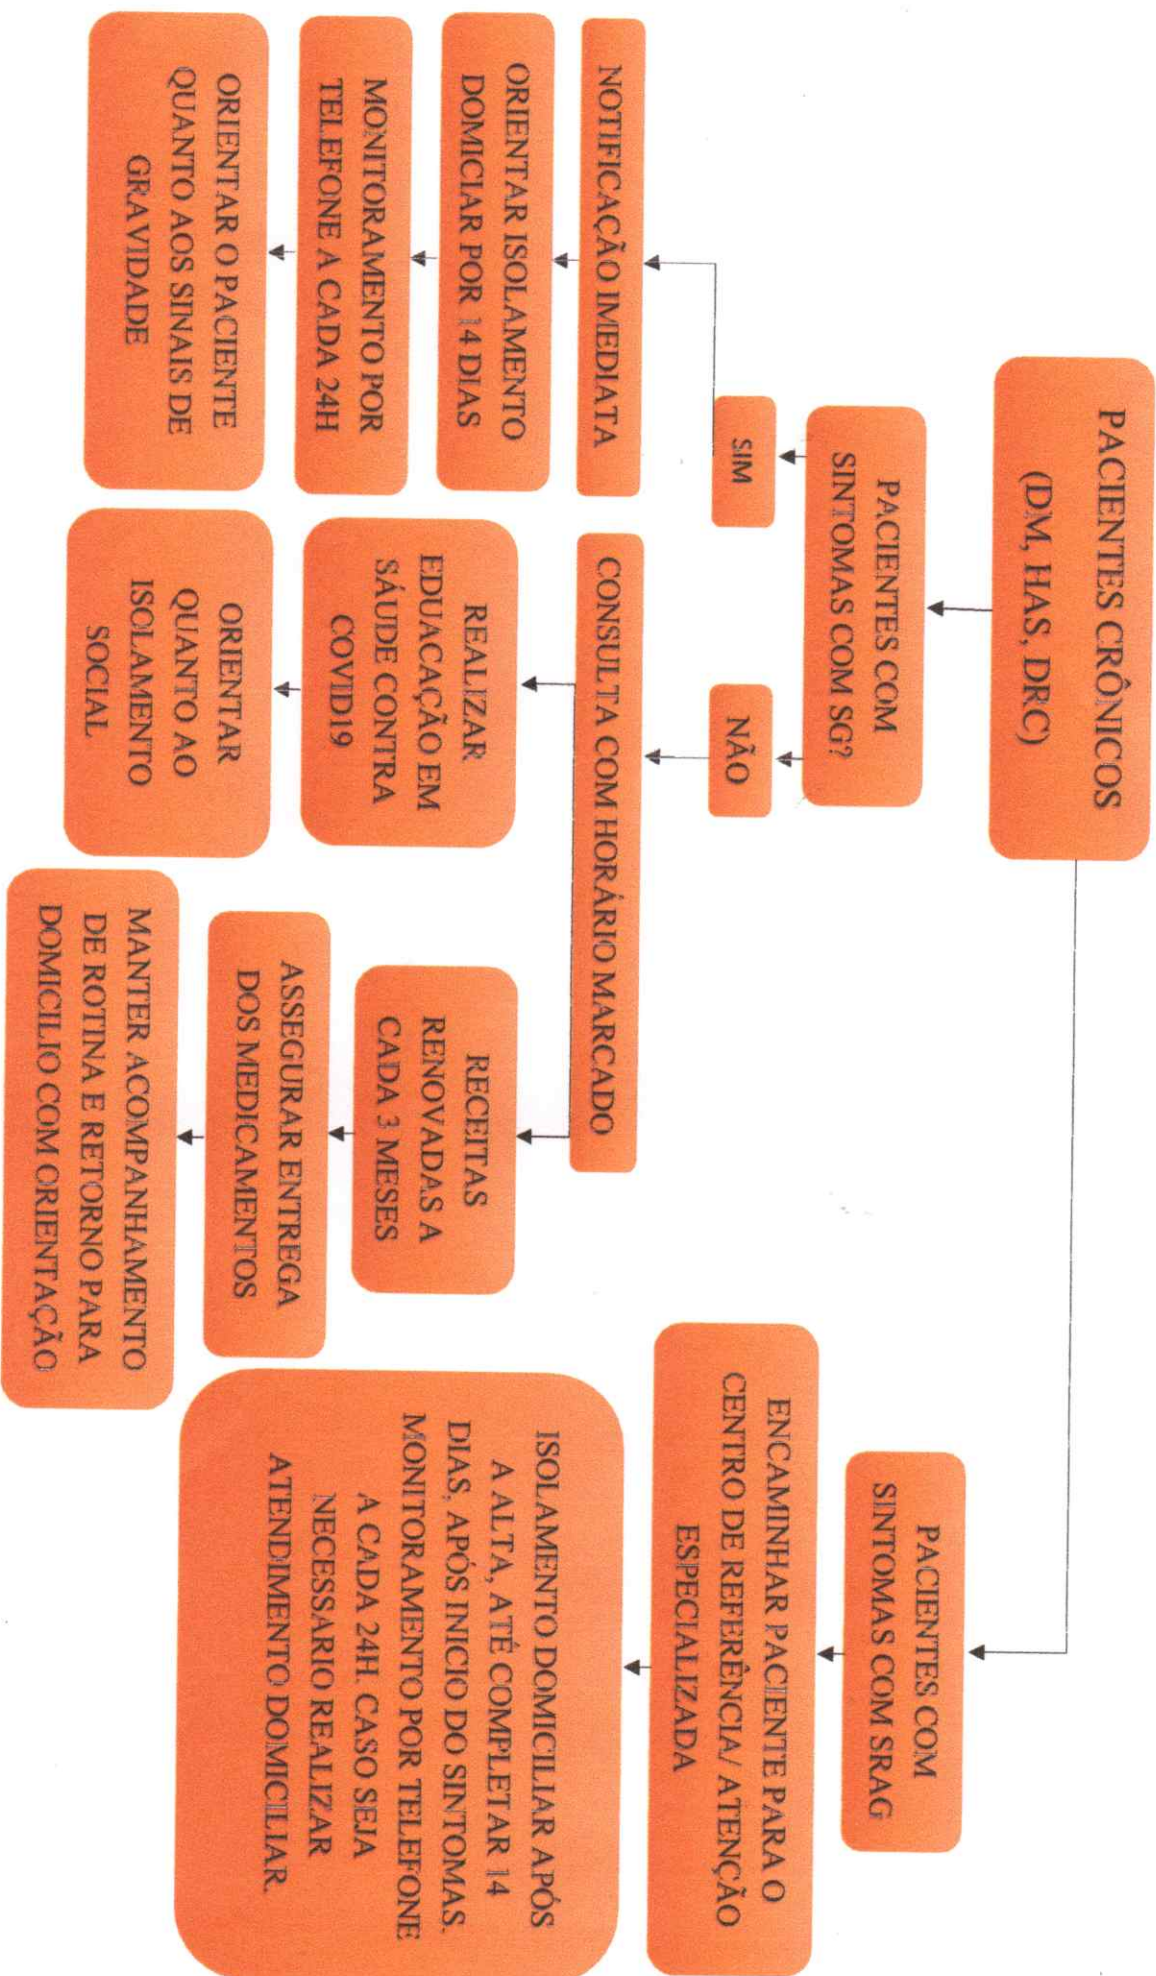 PACIENTES CRÔNICOS
(DM, HAS, DRC)
PACIENTES COM
SINTOMAS COM SG?
SIM
NOTIFICAÇÃO IMEDIATA
ORIENTAR ISOLAMENTO
DOMICIAR POR 14 DIAS
MONITORAMENTO POR
TELEFONE A CADA 24H
ORIENTAR O PACIENTE
QUANTO AOS SINAIS DE
GRAVIDADE
NÃO
CONSULTA COM HORÁRIO MARCADO
REALIZAR
EDUACAÇÃO EM
SÁUDE CONTRA
COVID19
ORIENTAR
QUANTO AO
ISOLAMENTO
SOCIAL
RECEITAS
RENOVADAS A
CADA 3 MESES
ASSEGURAR ENTREGA
DOS MEDICAMENTOS
MANTER ACOMPANHAMENTO
DE ROTINA E RETORNO PARA
DOMICILIO COM ORIENTAÇÃO
PACIENTES COM
SINTOMAS COM SRAG
ENCAMINHAR PACIENTE PARA O
CENTRO DE REFERÊNCIA/ ATENÇÃO
ESPECIALIZADA
ISOLAMENTO DOMICILIAR APÓS
A ALTA, ATÉ COMPLETAR 14
DIAS, APÓS INICIO DO SINTOMAS.
MONITORAMENTO POR TELEFONE
A CADA 24H. CASO SEJA
NECESSARIO REALIZAR
ATENDIMENTO DOMICILIAR.